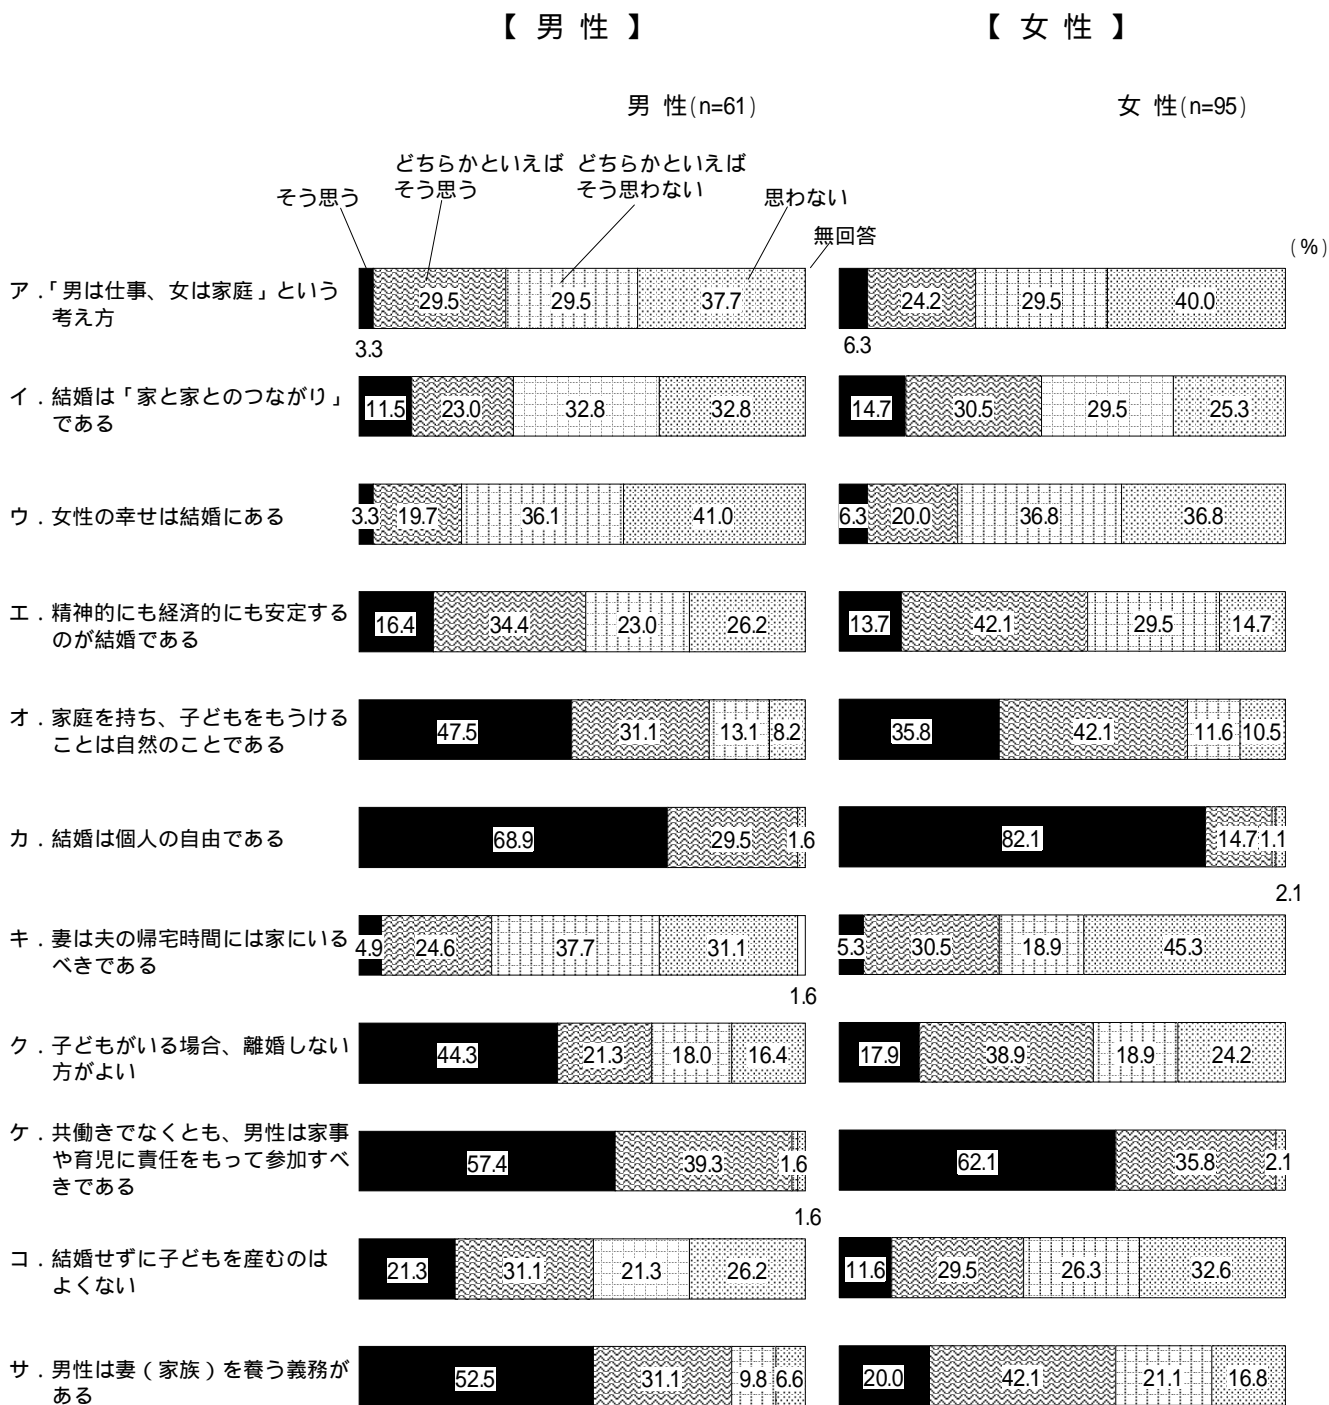 【 男 性 】
【 女 性 】
男 性(n=61)
女 性(n=95)
そう思う
どちらかといえば
そう思う
どちらかといえば
そう思わない
思わない
無回答
(%)
ア．「男は仕事、女は家庭」という
考え方
29.5 29.5 37.7
3.3
24.2 29.5 40.0
6.3
イ．結婚は「家と家とのつながり」
である
11.5 23.0 32.8 32.8
14.7 30.5 29.5 25.3
ウ．女性の幸せは結婚にある
3.3 19.7 36.1 41.0
6.3 20.0 36.8 36.8
エ．精神的にも経済的にも安定する
のが結婚である
16.4 34.4 23.0 26.2
13.7 42.1 29.5 14.7
オ．家庭を持ち、子どもをもうける
ことは自然のことである
47.5 31.1 13.1 8.2
35.8 42.1 11.6 10.5
カ．結婚は個人の自由である
68.9 29.5 1.6
82.1 14.7 1.1
2.1
キ．妻は夫の帰宅時間には家にいる
べきである
4.9 24.6 37.7 31.1
1.6
5.3 30.5 18.9 45.3
ク．子どもがいる場合、離婚しない
方がよい
44.3 21.3 18.0 16.4
17.9 38.9 18.9 24.2
ケ．共働きでなくとも、男性は家事
や育児に責任をもって参加すべ
きである
57.4 39.3 1.6
1.6
62.1 35.8 2.1
コ．結婚せずに子どもを産むのは
よくない
21.3 31.1 21.3 26.2
11.6 29.5 26.3 32.6
サ．男性は妻（家族）を養う義務が
ある
52.5 31.1 9.8 6.6
20.0 42.1 21.1 16.8